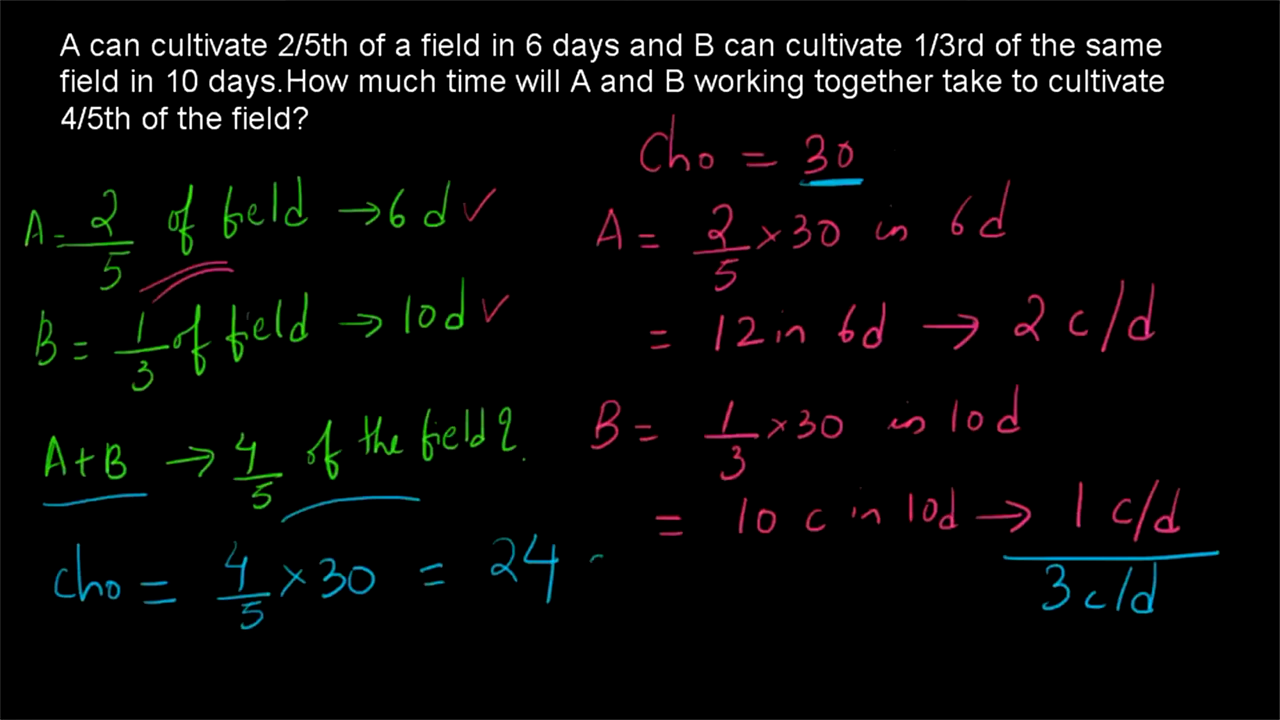 A can cultivate 2/5th of a field in 6 days and B can cultivate 1/3rd of the same
field in 10 days.How much time will A and B working together take to cultivate
4/5th of the field?
A = 2/5 of field → 6 d ✓
B = 1/3 of field → 10 d ✓
A + B → 4/5 of the field?
Cho = 4/5 × 30 = 24
Cho = 30
A = 2/5 × 30 in 6 d
= 12 in 6d → 2 c/d
B = 1/3 × 30 in 10 d
= 10 c in 10d → 1 c/d
3 c/d